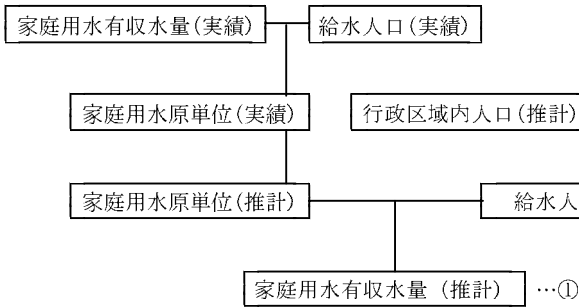 家庭用水有収水量(実績) 給水人口(実績)
家庭用水原単位(実績) 行政区域内人口(推計)
家庭用水原単位(推計) 給水人
家庭用水有収水量（推計） …①